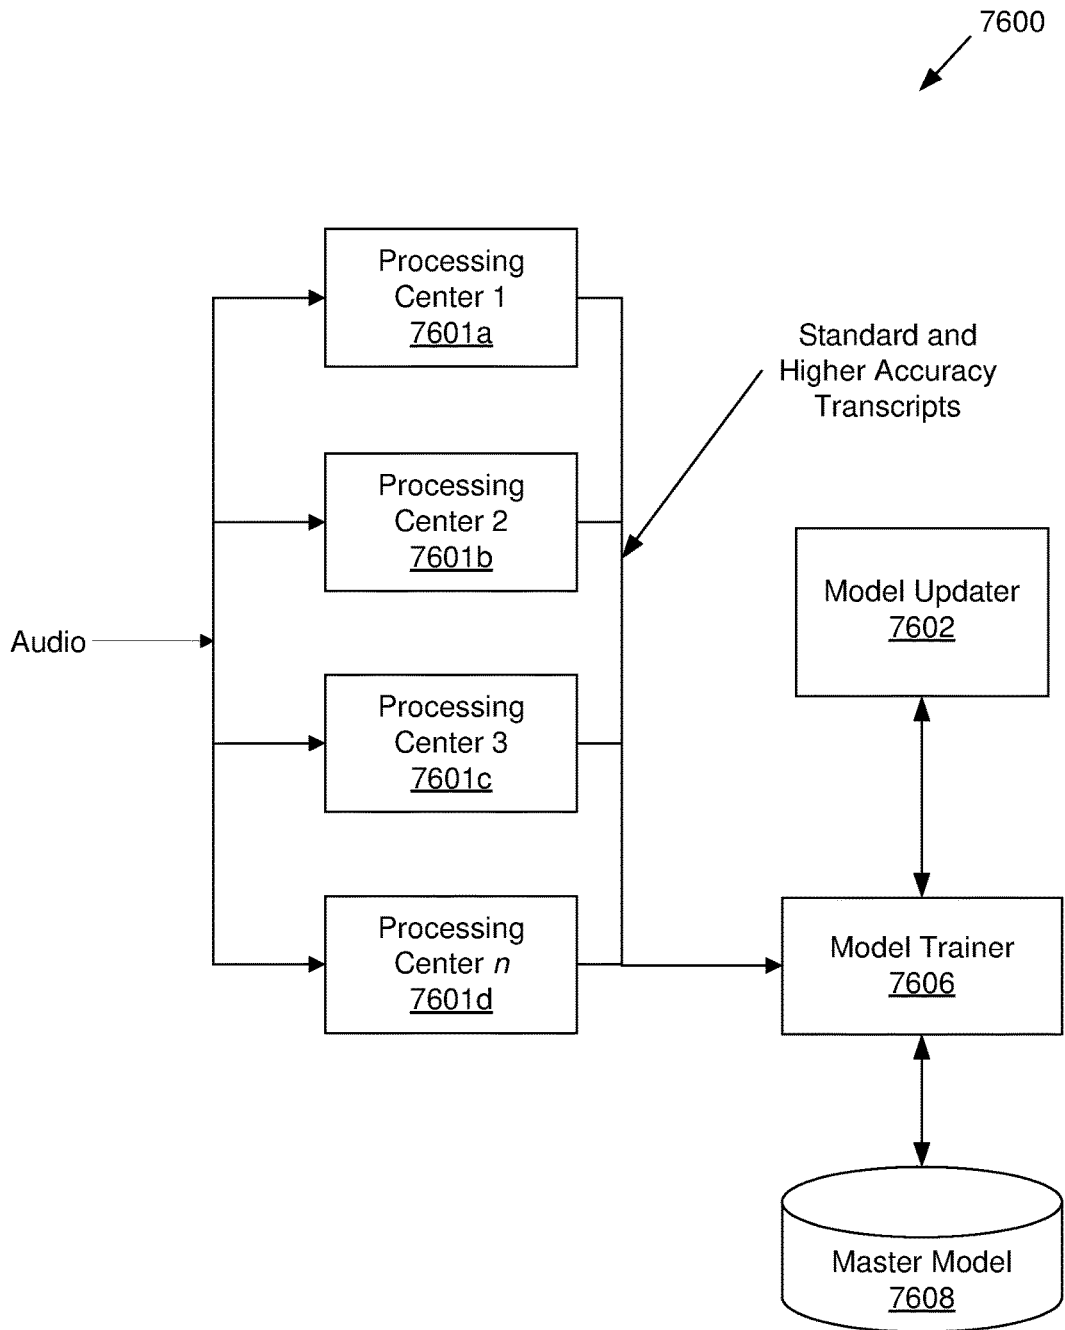 7600
Processing
Center 1
7601a
Standard and
Higher Accuracy
Transcripts
Processing
Center 2
7601b
Model Updater
7602
Audio
Processing
Center 3
7601c
Processing
Center n
7601d
Model Trainer
7606
Master Model
7608